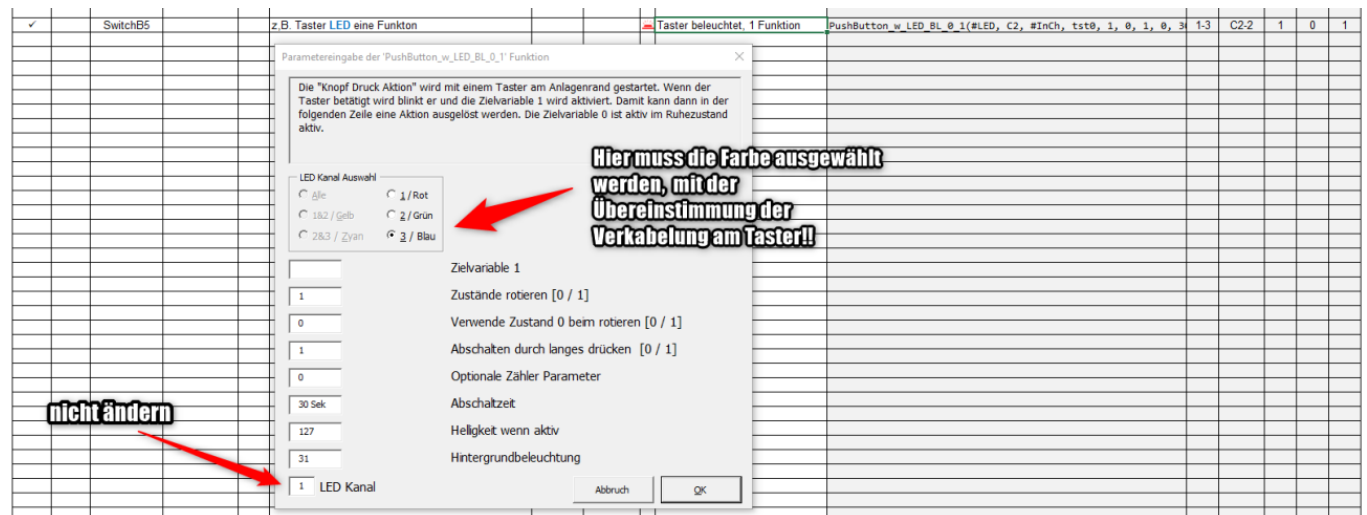 ✓ SwitchB5 z.B. Taster LED eine Funkton Taster beleuchtet, 1 Funktion PushButton_w_LED_BL_0_1(#LED, C2, #InCh, tst0, 1, 0, 1, 0, 1-3 C2-2 1 0 1
Parametereingabe der 'PushButton_w_LED_BL_0_1' Funktion
Die "Knopf Druck Aktion" wird mit einem Taster am Anlagenrand gestartet. Wenn der
Taster betätigt wird blinkt er und die Zielvariable 1 wird aktiviert. Damit kann dann in der
folgenden Zeile eine Aktion ausgelöst werden. Die Zielvariable 0 ist aktiv im Ruhezustand
aktiv.
Hier muss die Farbe ausgewählt
werden, mit der
Übereinstimmung der
Verkabelung am Taster!!
LED Kanal Auswahl
Alle 1 / Rot
1&2 / Gelb 2 / Grün
2&3 / Zyan 3 / Blau
Zielvariable 1
1 Zustände rotieren [0 / 1]
0 Verwende Zustand 0 beim rotieren [0 / 1]
1 Abschalten durch langes drücken [0 / 1]
0 Optionale Zähler Parameter
30 Sek Abschaltzeit
nicht ändern
127 Helligkeit wenn aktiv
31 Hintergrundbeleuchtung
1 LED Kanal
Abbruch OK